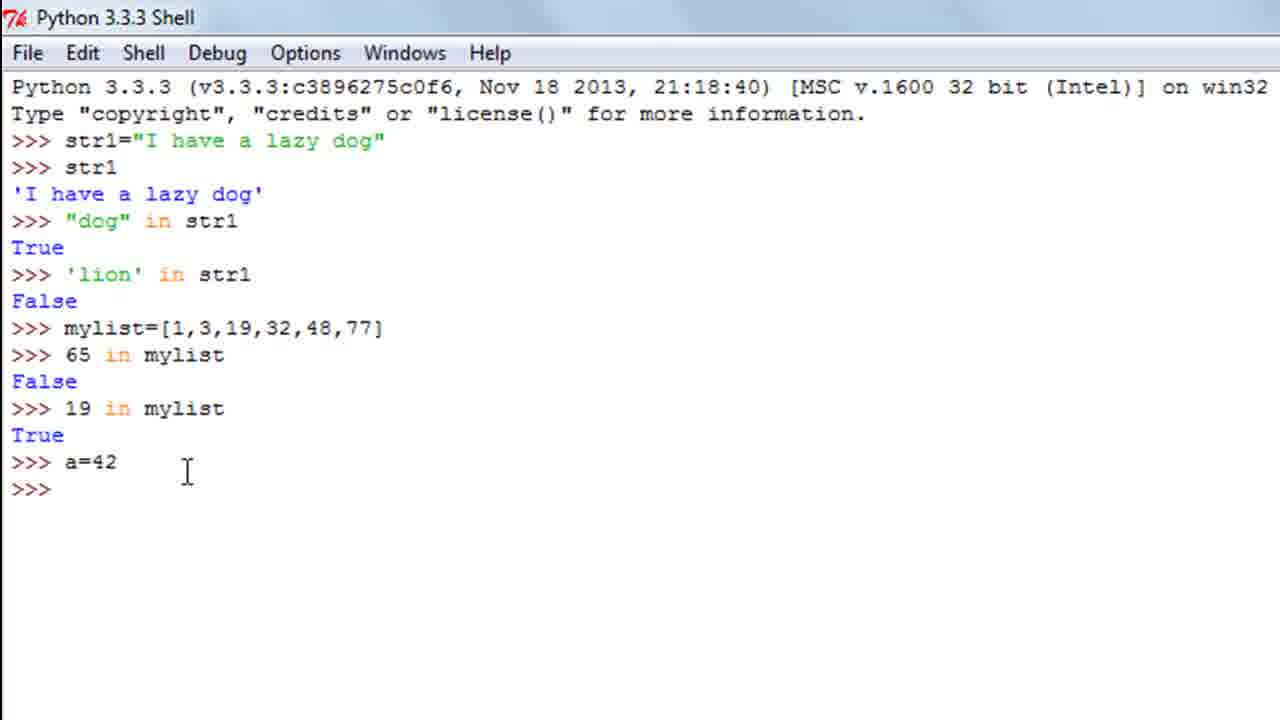 Python 3.3.3 Shell
File Edit Shell Debug Options Windows Help
Python 3.3.3 (v3.3.3:c3896275c0f6, Nov 18 2013, 21:18:40) [MSC v.1600 32 bit (Intel)] on win32
Type "copyright", "credits" or "license()" for more information.
>>> str1="I have a lazy dog"
>>> str1
'I have a lazy dog'
>>> "dog" in str1
True
>>> 'lion' in str1
False
>>> mylist=[1,3,19,32,48,77]
>>> 65 in mylist
False
>>> 19 in mylist
True
>>> a=42
>>>